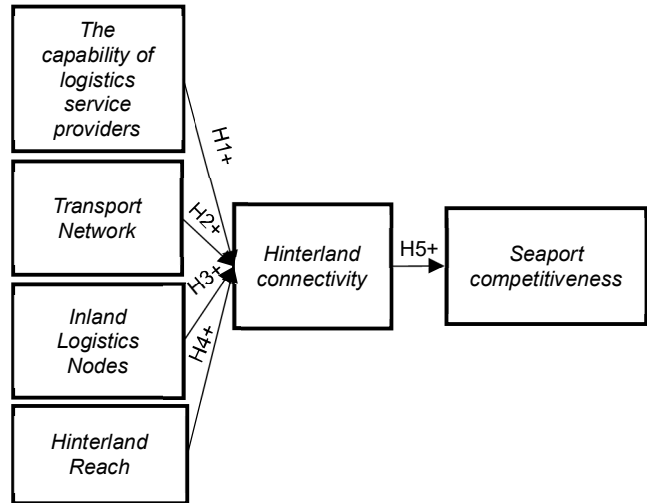 The
capability of
logistics
service
providers
H1+
Transport
Network
H2+
Hinterland
connectivity
H5+
Seaport
competitiveness
H3+
Inland
Logistics
Nodes
H4+
Hinterland
Reach